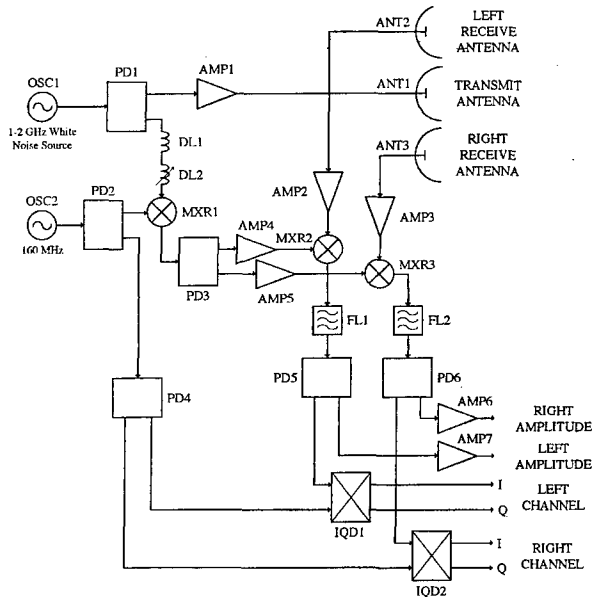 ANT2
LEFT
RECEIVE
ANTENNA
OSC1
PD1
AMP1
ANT1
TRANSMIT
ANTENNA
1-2 GHz White
Noise Source
DL1
ANT3
RIGHT
RECEIVE
ANTENNA
DL2
OSC2
PD2
AMP2
MXR1
AMP3
160 MHz
AMP4
MXR2
MXR3
PD3
AMP5
FL1
FL2
PD5
PD6
PD4
AMP6
RIGHT
AMPLITUDE
AMP7
LEFT
AMPLITUDE
I
LEFT
CHANNEL
Q
IQD1
I
RIGHT
CHANNEL
Q
IQD2